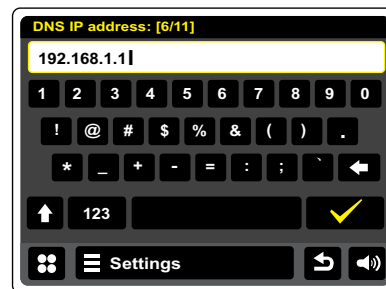 DNS IP address: [6/11]
192.168.1.1
1 2 3 4 5 6 7 8 9 0
! @ # $ % & ( ) .
* _ + - = : ; `
123
Settings